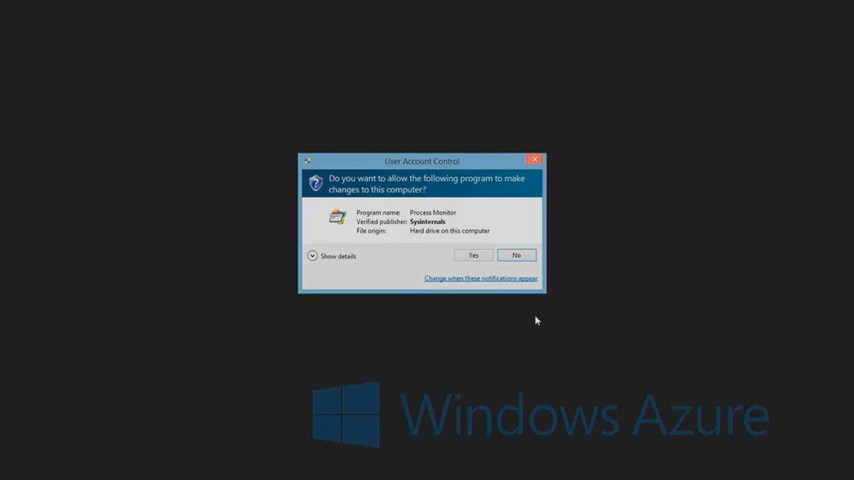 User Account Control
Do you want to allow the following program to make
changes to this computer?
Program name: Process Monitor
Verified publisher: Sysinternals
File origin: Hard drive on this computer
Show details
Yes
No
Change when these notifications appear
Windows Azure